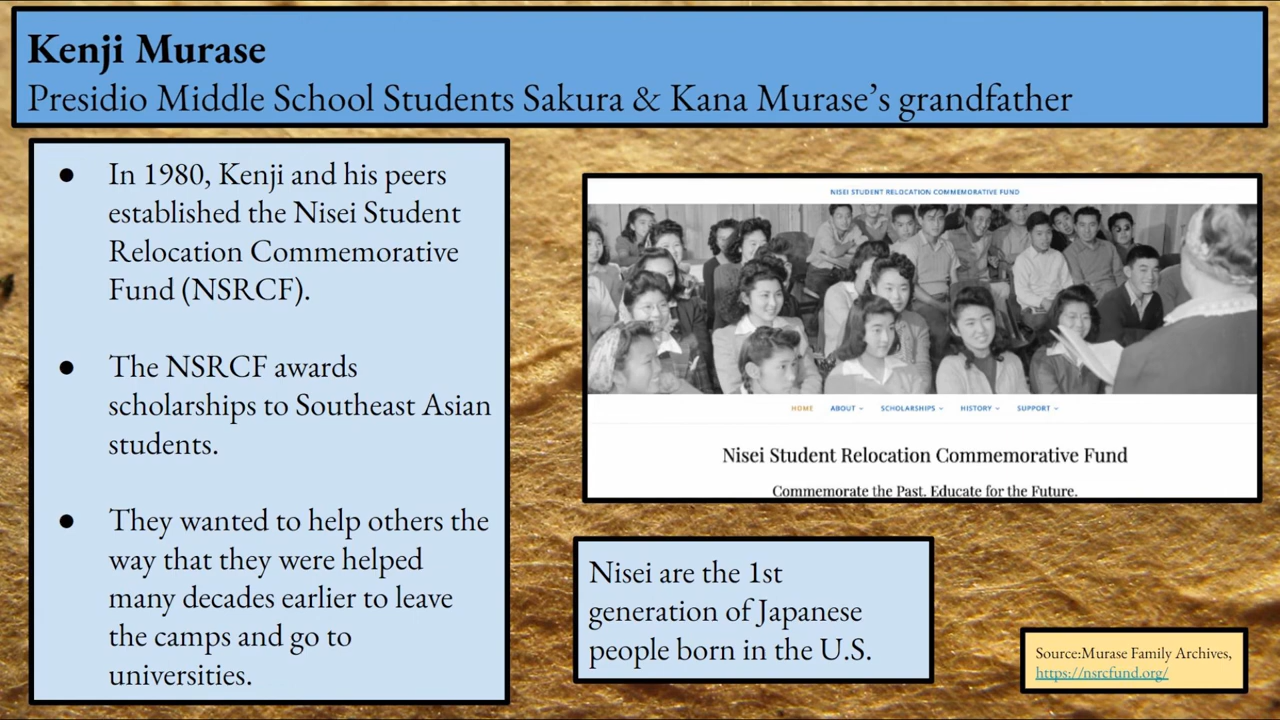 Kenji Murase
Presidio Middle School Students Sakura & Kana Murase's grandfather
● In 1980, Kenji and his peers
established the Nisei Student
Relocation Commemorative
Fund (NSRCF).
● The NSRCF awards
scholarships to Southeast Asian
students.
● They wanted to help others the
way that they were helped
many decades earlier to leave
the camps and go to
universities.
NISEI STUDENT RELOCATION COMMEMORATIVE FUND
HOME ABOUT SCHOLARSHIPS HISTORY SUPPORT
Nisei Student Relocation Commemorative Fund
Commemorate the Past. Educate for the Future.
Nisei are the 1st
generation of Japanese
people born in the U.S.
Source:Murase Family Archives,
https://nsrcfund.org/